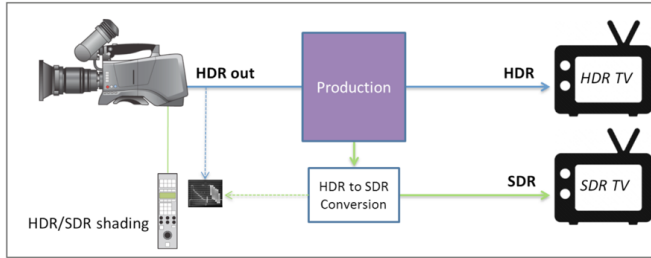 HDR out
Production
HDR
HDR TV
HDR to SDR
Conversion
SDR
SDR TV
HDR/SDR shading